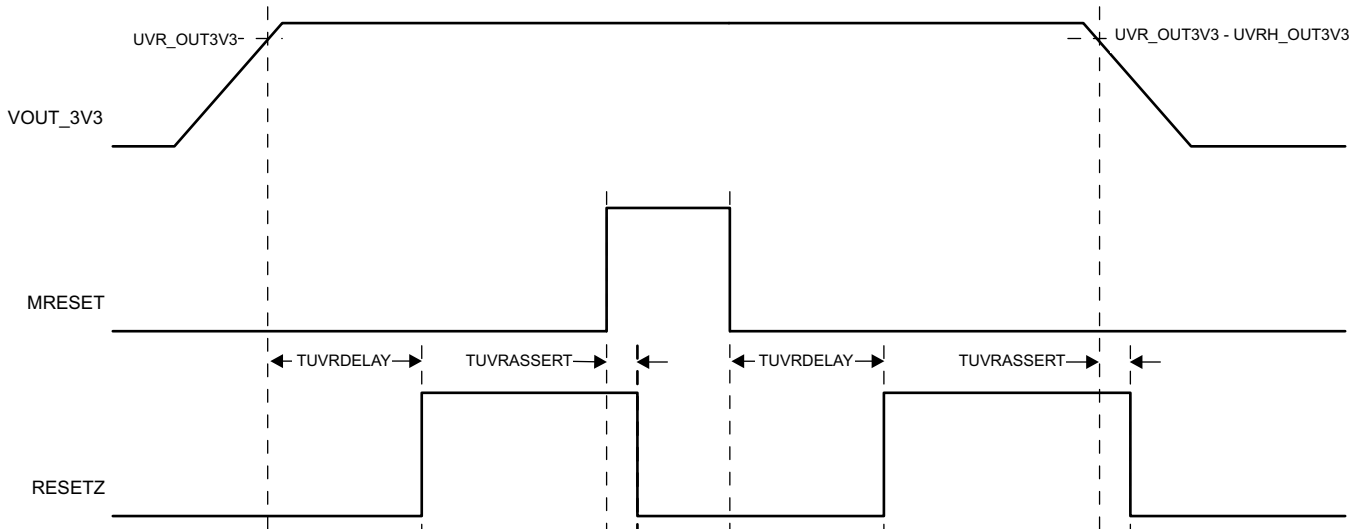 UVR_OUT3V3
UVR_OUT3V3 - UVRH_OUT3V3
VOUT_3V3
MRESET
TUVRDELAY
TUVRASSERT
TUVRDELAY
TUVRASSERT
RESETZ